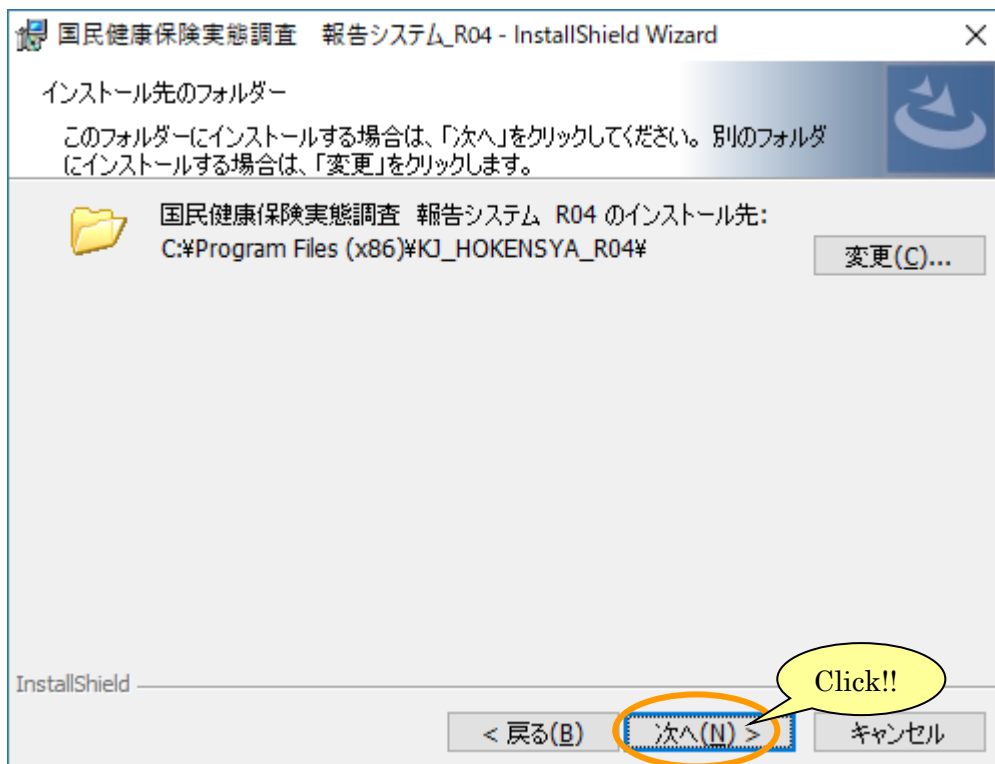 国民健康保険実態調査　報告システム_R04 - InstallShield Wizard
インストール先のフォルダー
このフォルダーにインストールする場合は、「次へ」をクリックしてください。別のフォルダ
にインストールする場合は、「変更」をクリックします。
国民健康保険実態調査 報告システム R04 のインストール先:
C:¥Program Files (x86)¥KJ_HOKENSYA_R04¥
変更(C)...
InstallShield
Click!!
< 戻る(B)
次へ(N) >
キャンセル